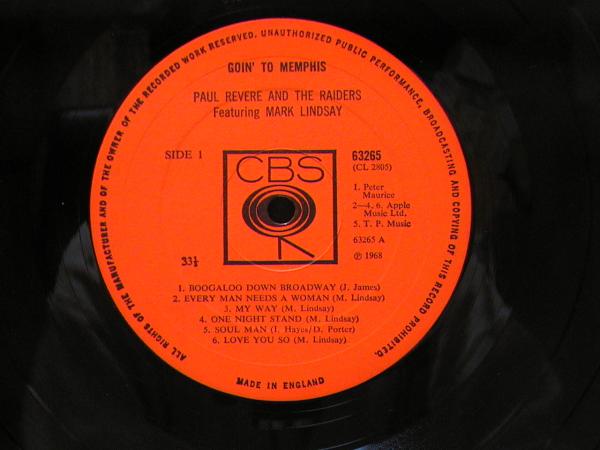 ALL RIGHTS OF THE MANUFACTURER AND OF THE OWNER OF THE RECORDED WORK RESERVED. UNAUTHORIZED PUBLIC PERFORMANCE, BROADCASTING AND COPYING OF THIS RECORD PROHIBITED.
GOIN' TO MEMPHIS
PAUL REVERE AND THE RAIDERS
Featuring MARK LINDSAY
SIDE 1
CBS
63265
(CL 2805)
1. Peter
Maurice
2—4, 6. Apple
Music Ltd.
5. T. P. Music
63265 A
℗ 1968
33⅓
1. BOOGALOO DOWN BROADWAY (J. James)
2. EVERY MAN NEEDS A WOMAN (M. Lindsay)
3. MY WAY (M. Lindsay)
4. ONE NIGHT STAND (M. Lindsay)
5. SOUL MAN (I. Hayes/D. Porter)
6. LOVE YOU SO (M. Lindsay)
MADE IN ENGLAND